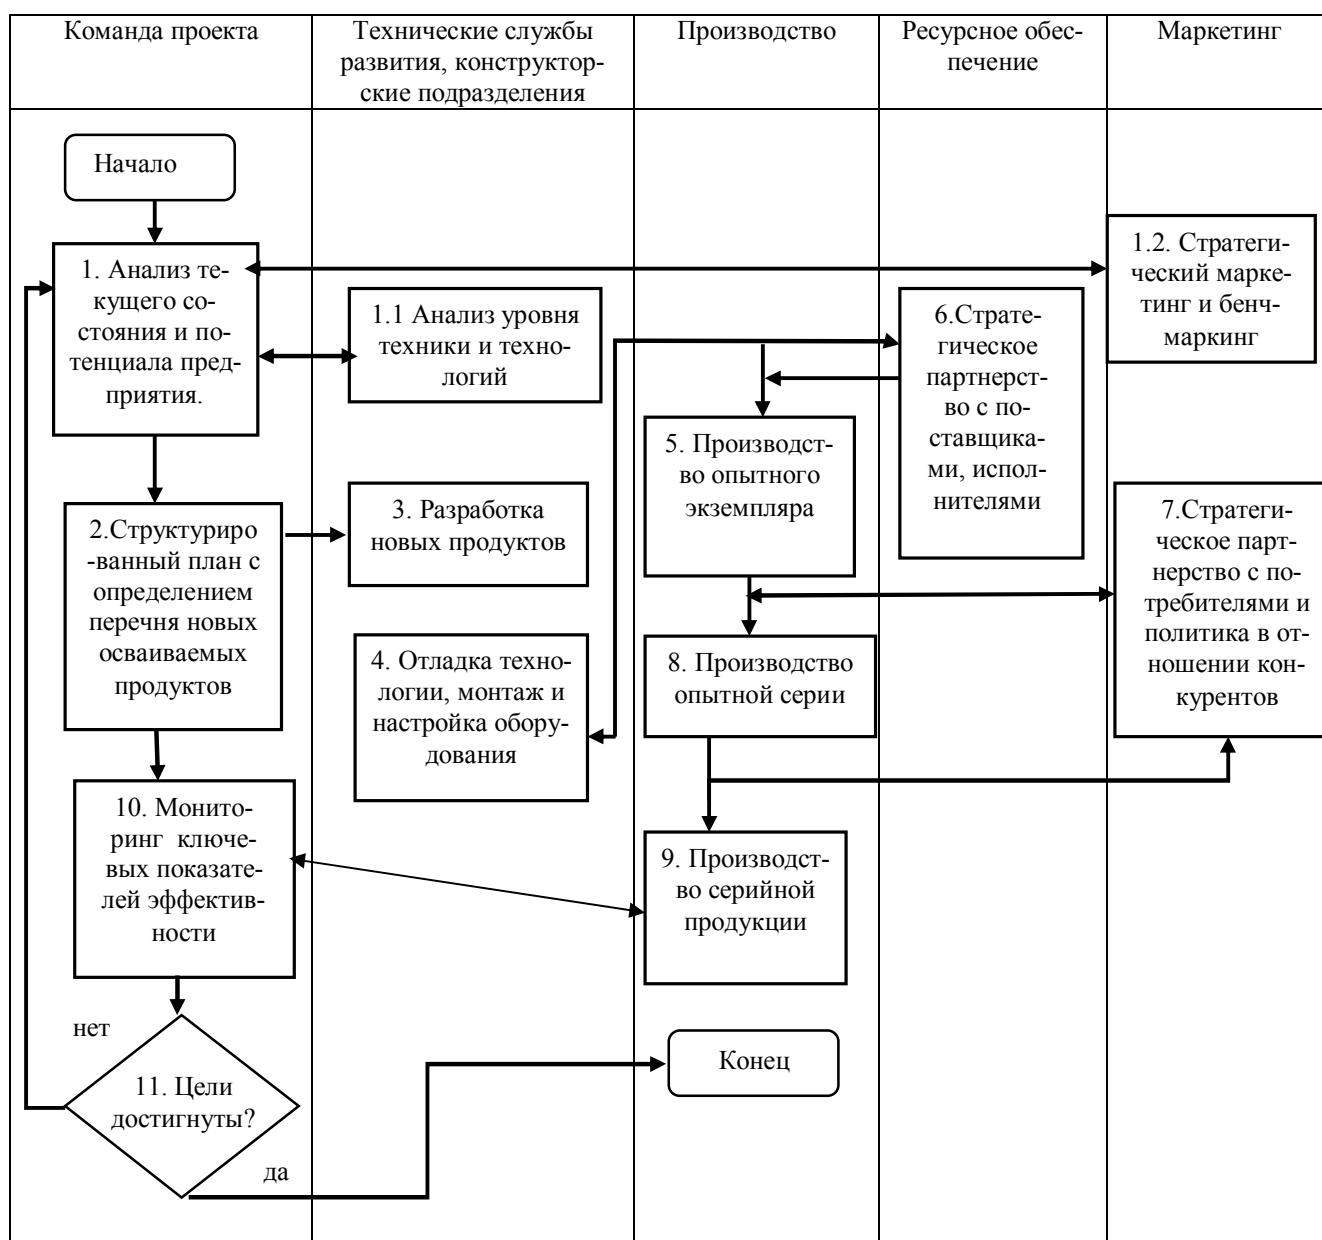 Команда проекта
Технические службы
развития, конструктор-
ские подразделения
Производство
Ресурсное обес-
печение
Маркетинг
Начало
1. Анализ те-
кущего со-
стояния и по-
тенциала пред-
приятия.
1.1 Анализ уровня
техники и техно-
логий
6.Страте-
гическое
партнерст-
во с по-
ставщика-
ми, испол-
нителями
1.2. Стратеги-
ческий марке-
тинг и бенч-
маркинг
5. Производст-
во опытного
экземпляра
2.Структуриро
-ванный план с
определением
перечня новых
осваиваемых
продуктов
3. Разработка
новых продуктов
7.Стратеги-
ческое парт-
нерство с по-
требителями и
политика в от-
ношении кон-
курентов
4. Отладка техно-
логии, монтаж и
настройка обору-
дования
8. Производство
опытной серии
10. Монито-
ринг ключе-
вых показате-
лей эффектив-
ности
9. Производст-
во серийной
продукции
нет
11. Цели
достигнуты?
да
Конец